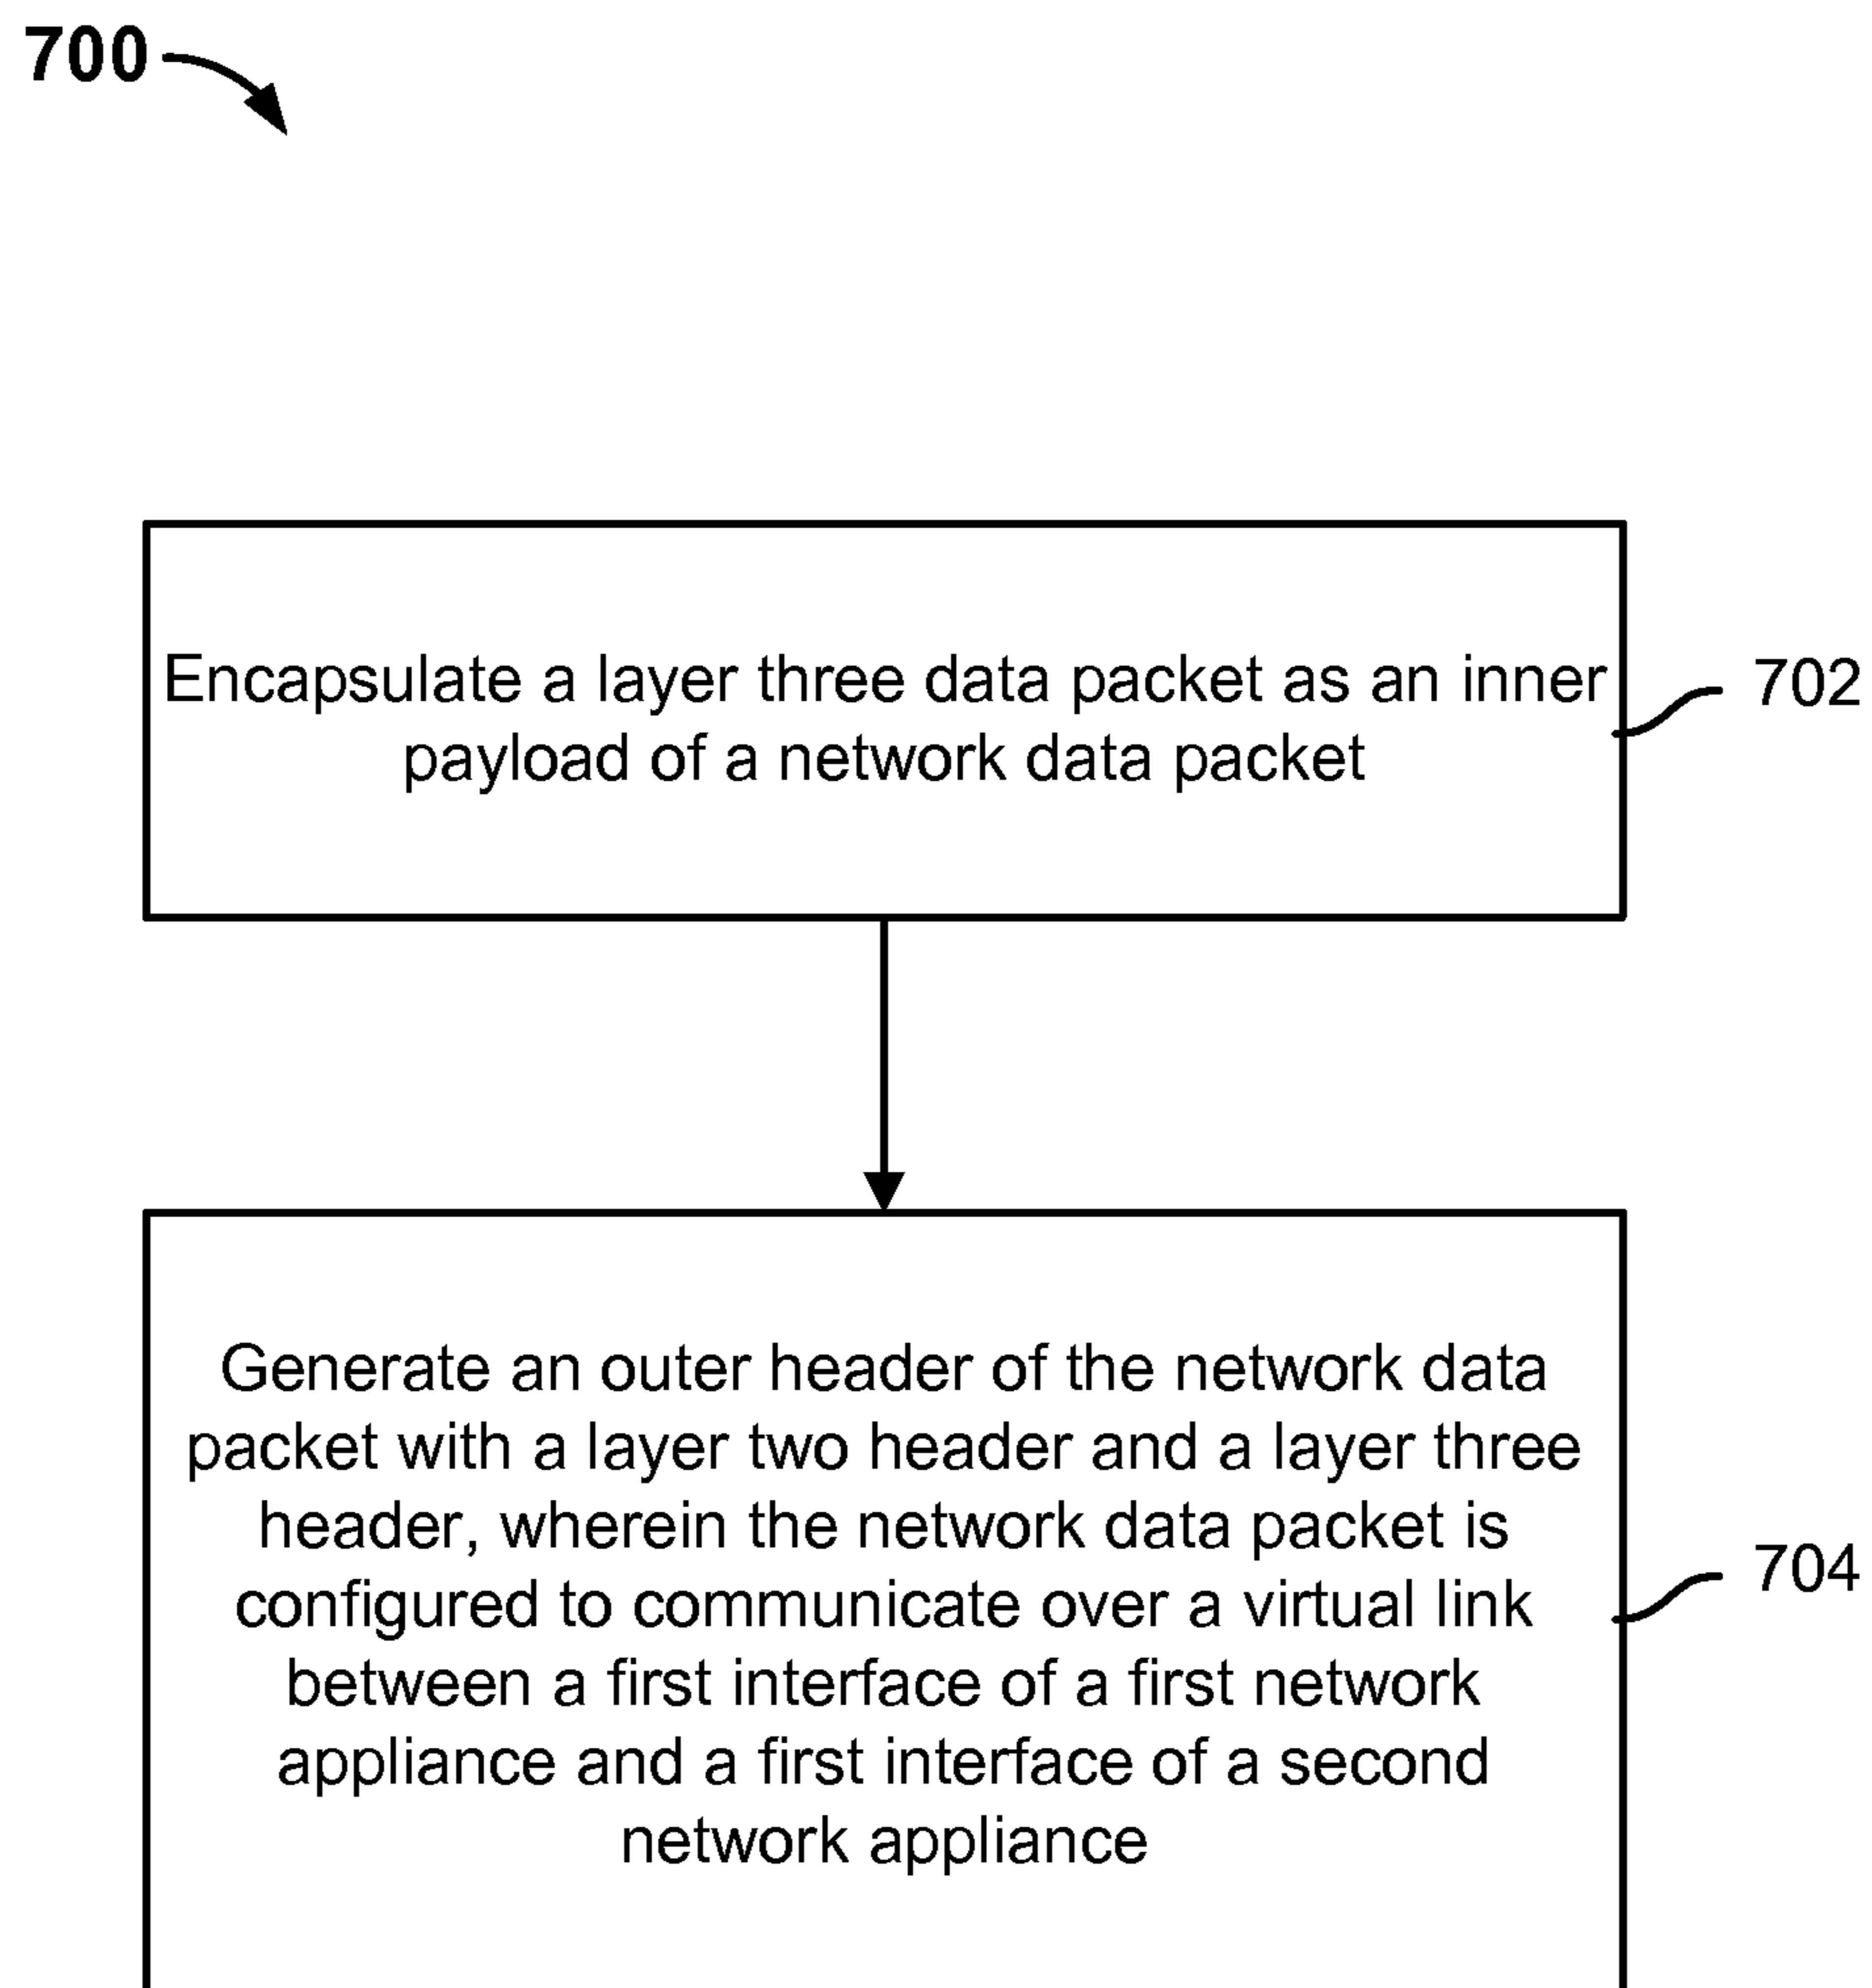 700
Encapsulate a layer three data packet as an inner
payload of a network data packet
702
Generate an outer header of the network data
packet with a layer two header and a layer three
header, wherein the network data packet is
configured to communicate over a virtual link
between a first interface of a first network
appliance and a first interface of a second
network appliance
704